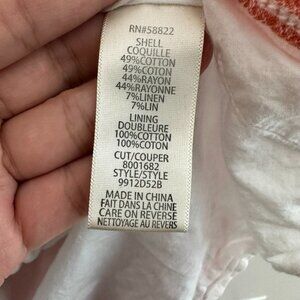 RN#58822
SHELL
COQUILLE
49%COTTON
49%COTON
44%RAYON
44%RAYONNE
7%LINEN
7%LIN
LINING
DOUBLEURE
100%COTTON
100%COTON
CUT/COUPER
8001682
STYLE/STYLE
9912D52B
MADE IN CHINA
FAIT DANS LA CHINE
CARE ON REVERSE
NETTOYAGE AU REVERS